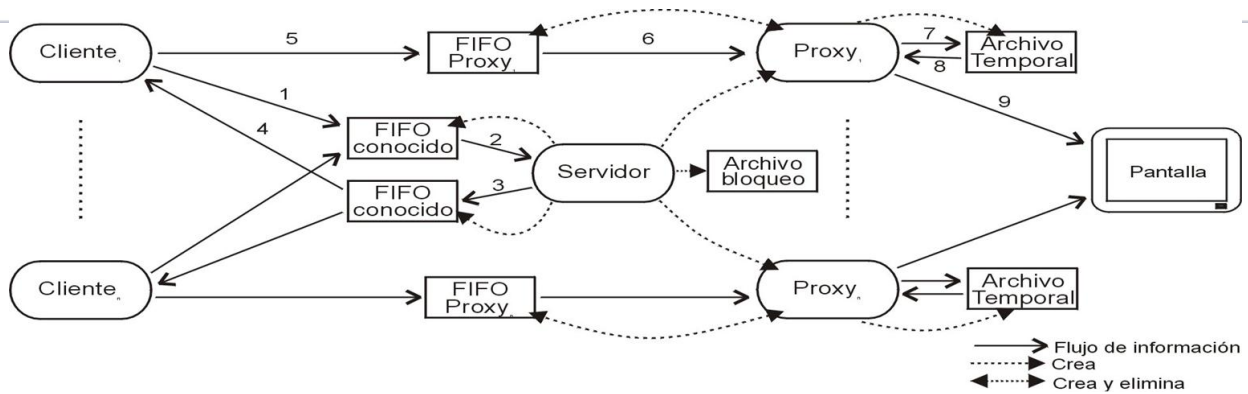 Cliente
5
FIFO
Proxy
6
Proxy
7
8
Archivo
Temporal
1
4
9
FIFO
conocido
2
Servidor
Archivo
bloqueo
Pantalla
3
FIFO
conocido
Cliente
FIFO
Proxy
Proxy
Archivo
Temporal
Flujo de información
Crea
Crea y elimina